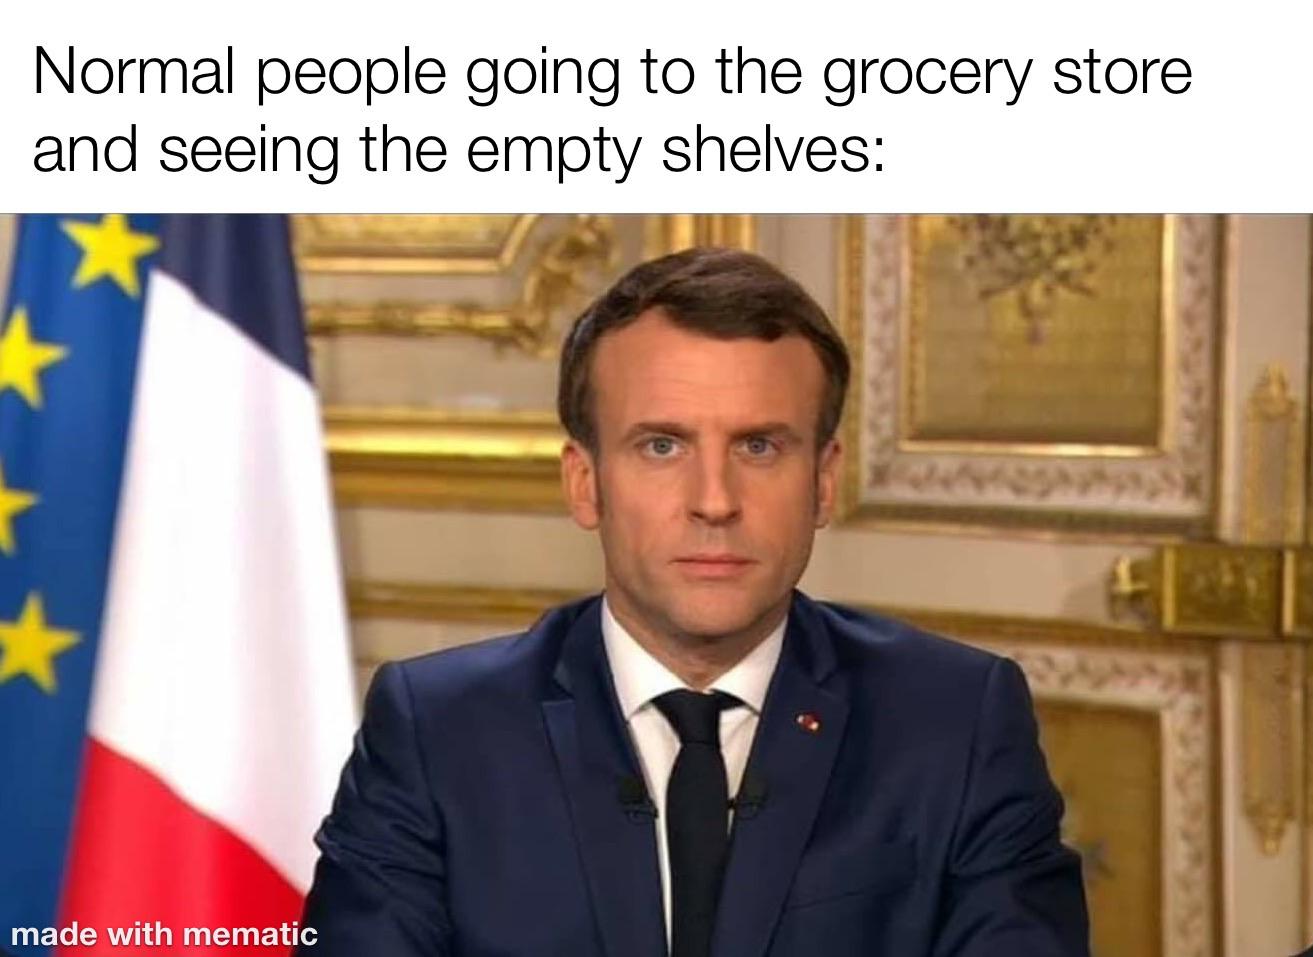 Normal people going to the grocery store
and seeing the empty shelves:
made with mematic